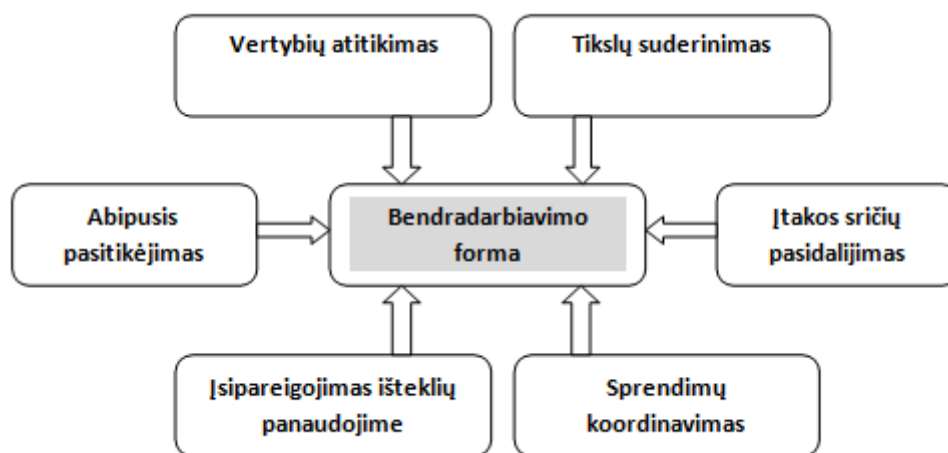 Vertybių atitikimas
Tikslų suderinimas
Abipusis
pasitikėjimas
Bendradarbiavimo
forma
Įtakos sričių
pasidalijimas
Įsipareigojimas išteklių
panaudojime
Sprendimų
koordinavimas